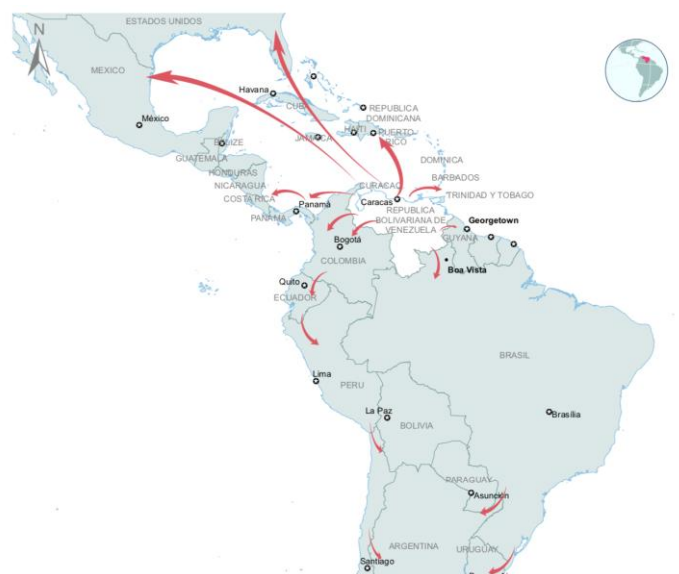 ESTADOS UNIDOS
N
MEXICO
Havana
CUBA
México
REPUBLICA
DOMINICANA
HAITI
PUERTO
RICO
JAMAICA
BELIZE
GUATEMALA
HONDURAS
NICARAGUA
COSTA RICA
PANAMA
Panamá
DOMINICA
BARBADOS
CURACAO
TRINIDAD Y TOBAGO
Caracas
REPUBLICA
BOLIVARIANA DE
VENEZUELA
Georgetown
GUYANA
Bogotá
COLOMBIA
Boa Vista
Quito
ECUADOR
BRASIL
Lima
PERU
La Paz
BOLIVIA
Brasilia
PARAGUAY
Asunción
ARGENTINA
URUGUAY
Santiago